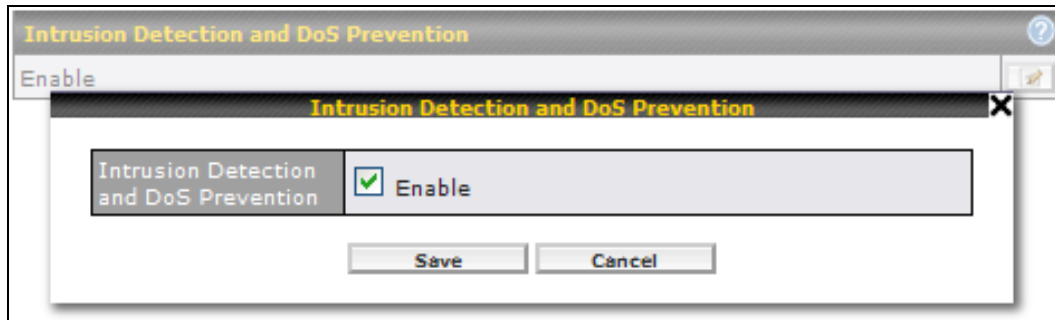 Intrusion Detection and DoS Prevention
?
Enable
Intrusion Detection and DoS Prevention
X
Intrusion Detection
and DoS Prevention
Enable
Save
Cancel